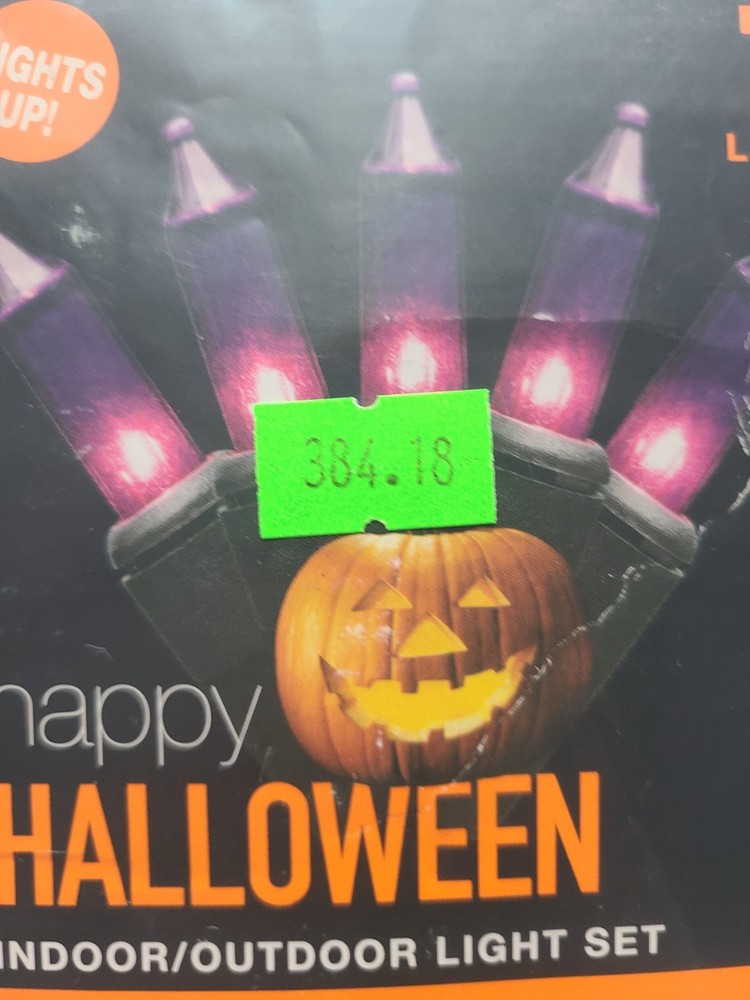 IGHTS
UP!
L
384.18
happy
HALLOWEEN
INDOOR/OUTDOOR LIGHT SET